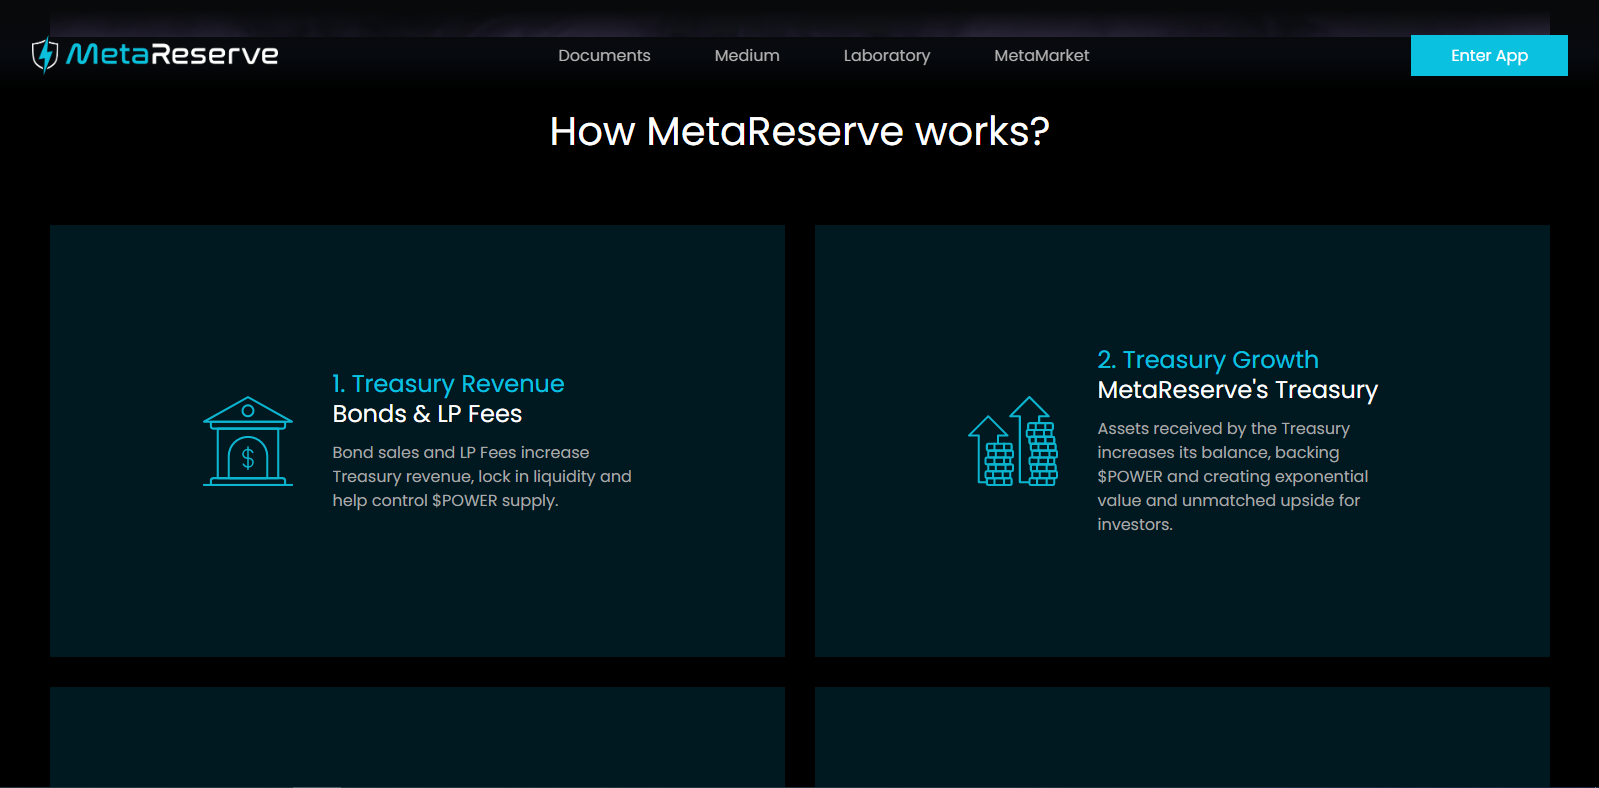 MetaReserve
Documents
Medium
Laboratory
MetaMarket
Enter App
How MetaReserve works?
1. Treasury Revenue
Bonds & LP Fees
Bond sales and LP Fees increase
Treasury revenue, lock in liquidity and
help control $POWER supply.
$
2. Treasury Growth
MetaReserve's Treasury
Assets received by the Treasury
increases its balance, backing
$POWER and creating exponential
value and unmatched upside for
investors.